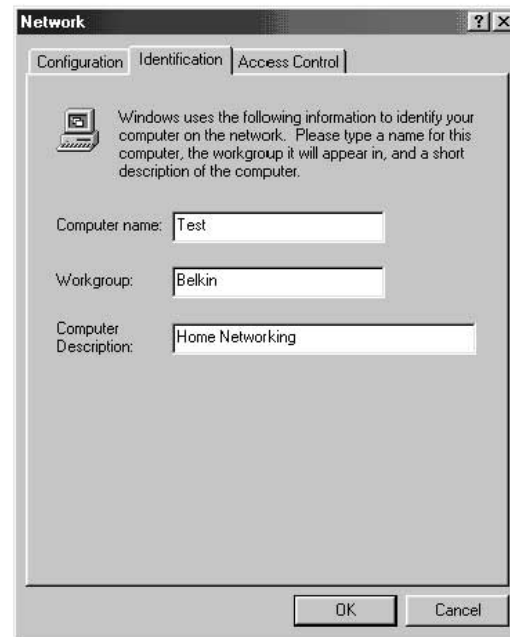 Network
Configuration Identification Access Control
Windows uses the following information to identify your
computer on the network. Please type a name for this
computer, the workgroup it will appear in, and a short
description of the computer.
Computer name: Test
Workgroup: Belkin
Computer
Description: Home Networking
OK Cancel